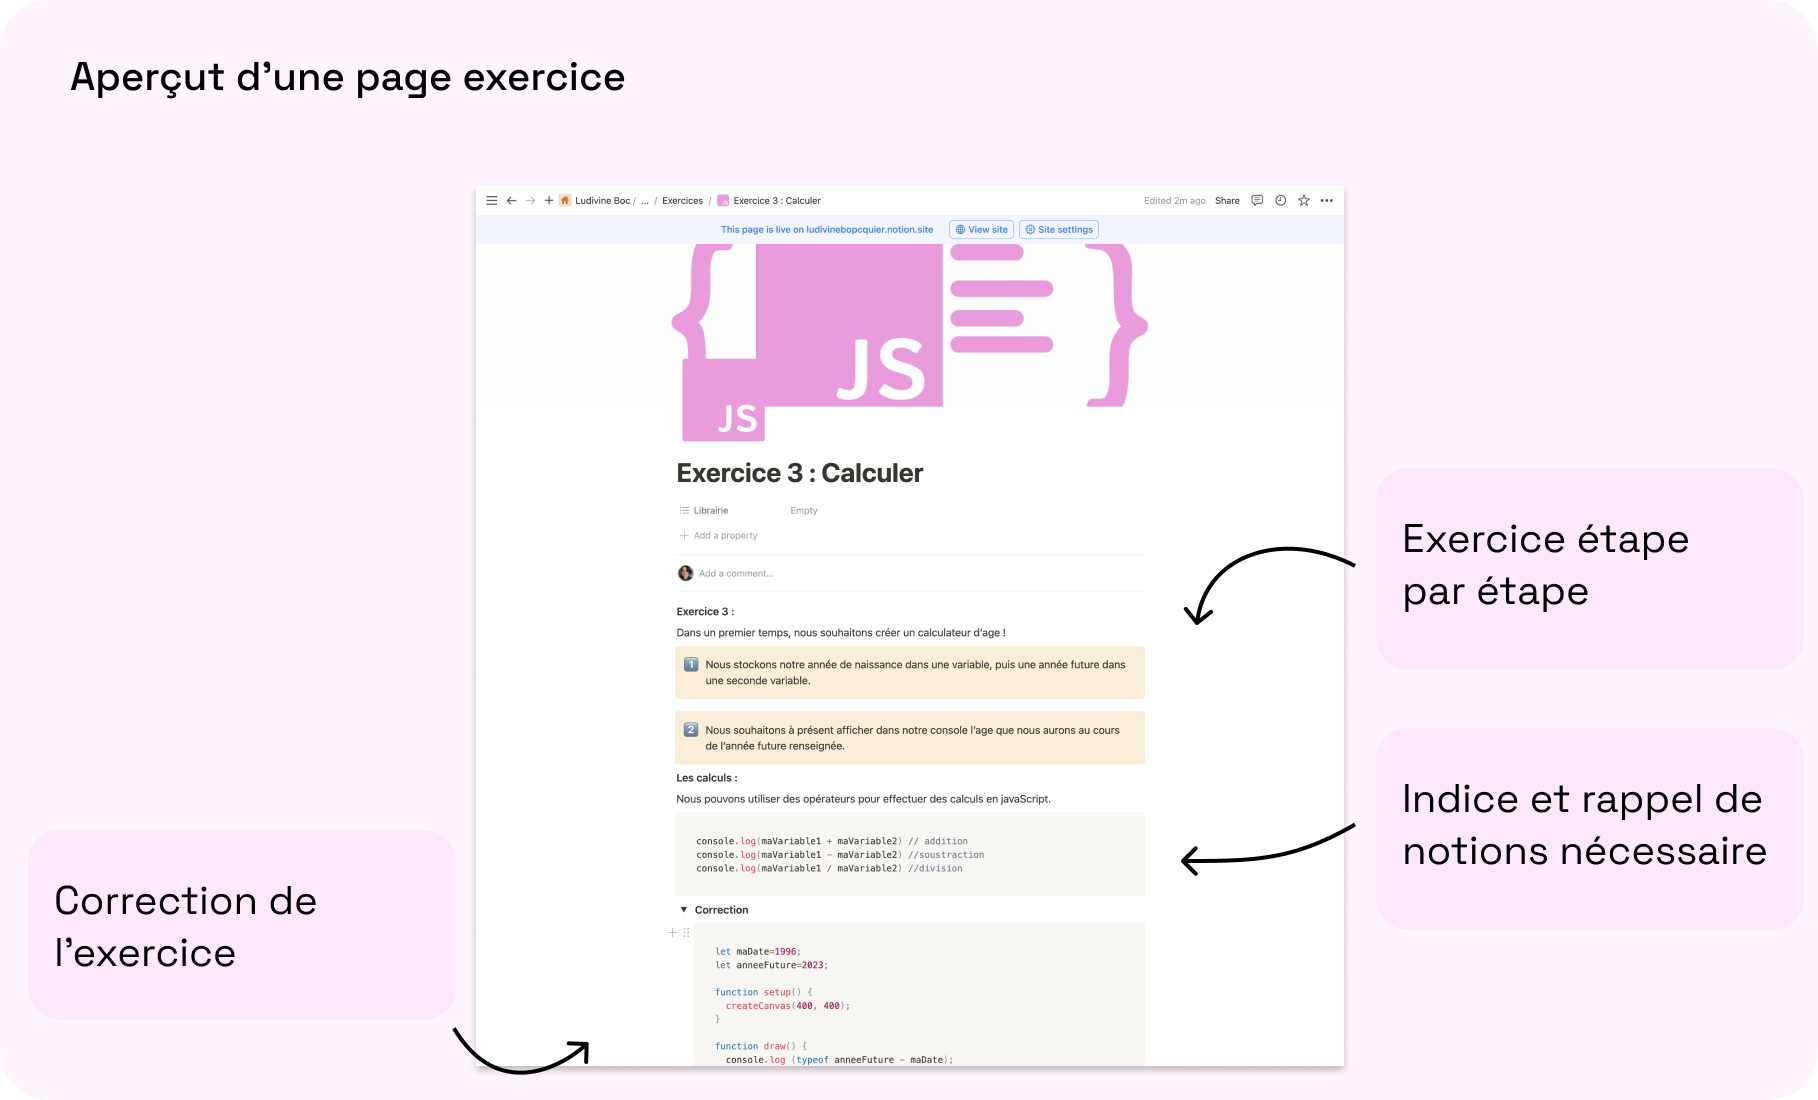 Aperçut d'une page exercice
Ludivine Boc / ... / Exercices / Exercice 3 : Calculer
Edited 2m ago Share
This page is live on ludivinebopcquier.notion.site View site Site settings
JS
JS
Exercice 3 : Calculer
Librairie Empty
Add a property
Add a comment...
Exercice 3 :
Dans un premier temps, nous souhaitons créer un calculateur d'age !
1 Nous stockons notre année de naissance dans une variable, puis une année future dans
une seconde variable.
2 Nous souhaitons à présent afficher dans notre console l'age que nous aurons au cours
de l'année future renseignée.
Les calculs :
Nous pouvons utiliser des opérateurs pour effectuer des calculs en javaScript.
console.log(maVariable1 + maVariable2) // addition
console.log(maVariable1 - maVariable2) //soustraction
console.log(maVariable1 / maVariable2) //division
Correction
let maDate=1996;
let anneeFuture=2023;
function setup() {
createCanvas(400, 400);
}
function draw() {
console.log (typeof anneeFuture - maDate);
Exercice étape
par étape
Indice et rappel de
notions nécessaire
Correction de
l'exercice